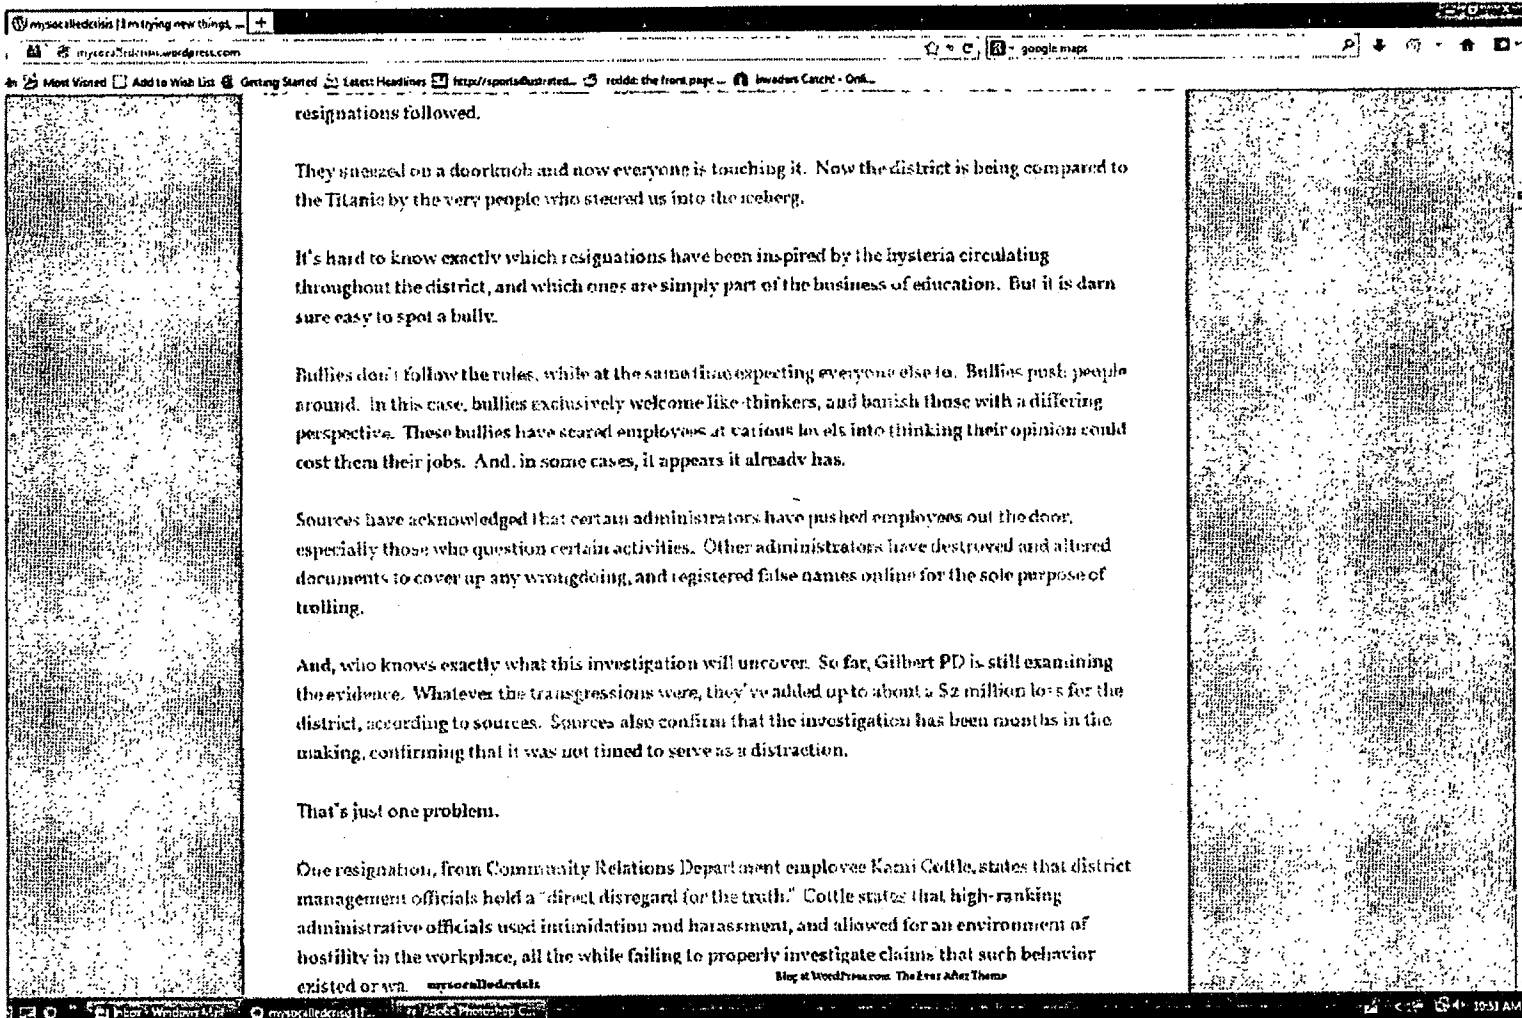 mysocalledcrisis | I'm trying new things, ... +
mysocalledcrisis.wordpress.com
google maps
Most Visited Add to Wish List Getting Started Latest Headlines http://sportsillustrated... reddit: the front page ... Invaders Catch! - Onli...
resignations followed.
They sneezed on a doorknob and now everyone is touching it. Now the district is being compared to
the Titanic by the very people who steered us into the iceberg.
It's hard to know exactly which resignations have been inspired by the hysteria circulating
throughout the district, and which ones are simply part of the business of education. But it is darn
sure easy to spot a bully.
Bullies don't follow the rules, while at the same time expecting everyone else to. Bullies push people
around. In this case, bullies exclusively welcome like-thinkers, and banish those with a differing
perspective. These bullies have scared employees at various levels into thinking their opinion could
cost them their jobs. And, in some cases, it appears it already has.
Sources have acknowledged that certain administrators have pushed employees out the door,
especially those who question certain activities. Other administrators have destroyed and altered
documents to cover up any wrongdoing, and registered false names online for the sole purpose of
trolling.
And, who knows exactly what this investigation will uncover. So far, Gilbert PD is still examining
the evidence. Whatever the transgressions were, they've added up to about a $2 million loss for the
district, according to sources. Sources also confirm that the investigation has been months in the
making, confirming that it was not timed to serve as a distraction.
That's just one problem.
One resignation, from Community Relations Department employee Kami Cottle, states that district
management officials hold a "direct disregard for the truth." Cottle states that high-ranking
administrative officials used intimidation and harassment, and allowed for an environment of
hostility in the workplace, all the while failing to properly investigate claims that such behavior
existed or wa. mysocalledcrisis Blog at WordPress.com. The Ever After Theme
Inbox - Windows mysocalledcrisis | I'... Adobe Photoshop 10:51 AM